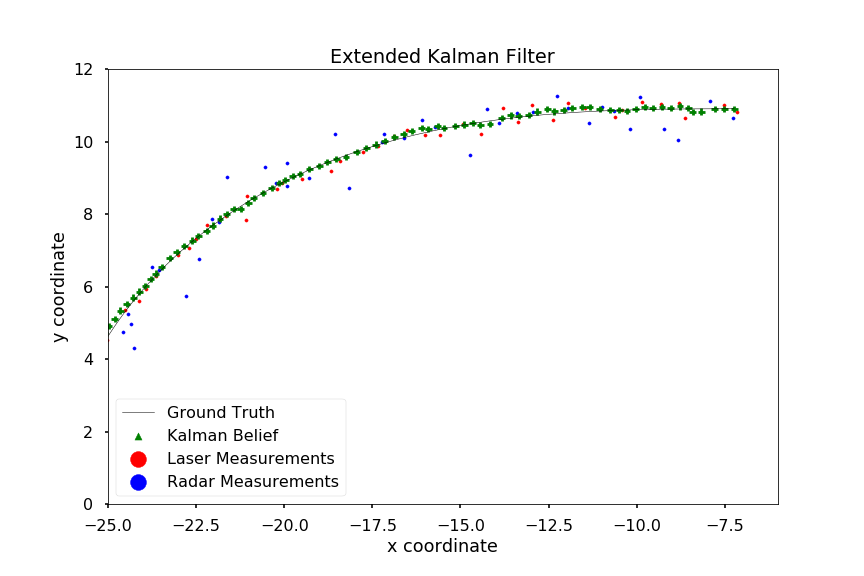 Extended Kalman Filter
12
10
8
6
4
2
0
y coordinate
Ground Truth
Kalman Belief
Laser Measurements
Radar Measurements
−25.0 −22.5 −20.0 −17.5 −15.0 −12.5 −10.0 −7.5
x coordinate